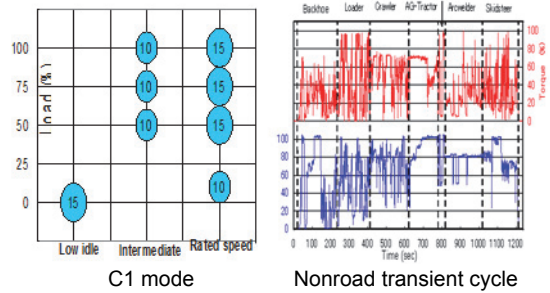 Load (%)
100
75
50
25
0
10
15
10
15
10
15
15
10
Low idle
Intermediate
Rated speed
C1 mode
Backhoe
Loader
Crawler
AG-Tractor
Arcwelder
Skidsteer
100
80
60
40
20
0
Torque (%)
100
80
60
40
20
0
0 100 200 300 400 500 600 700 800 900 1000 1100 1200
Time (sec)
Nonroad transient cycle